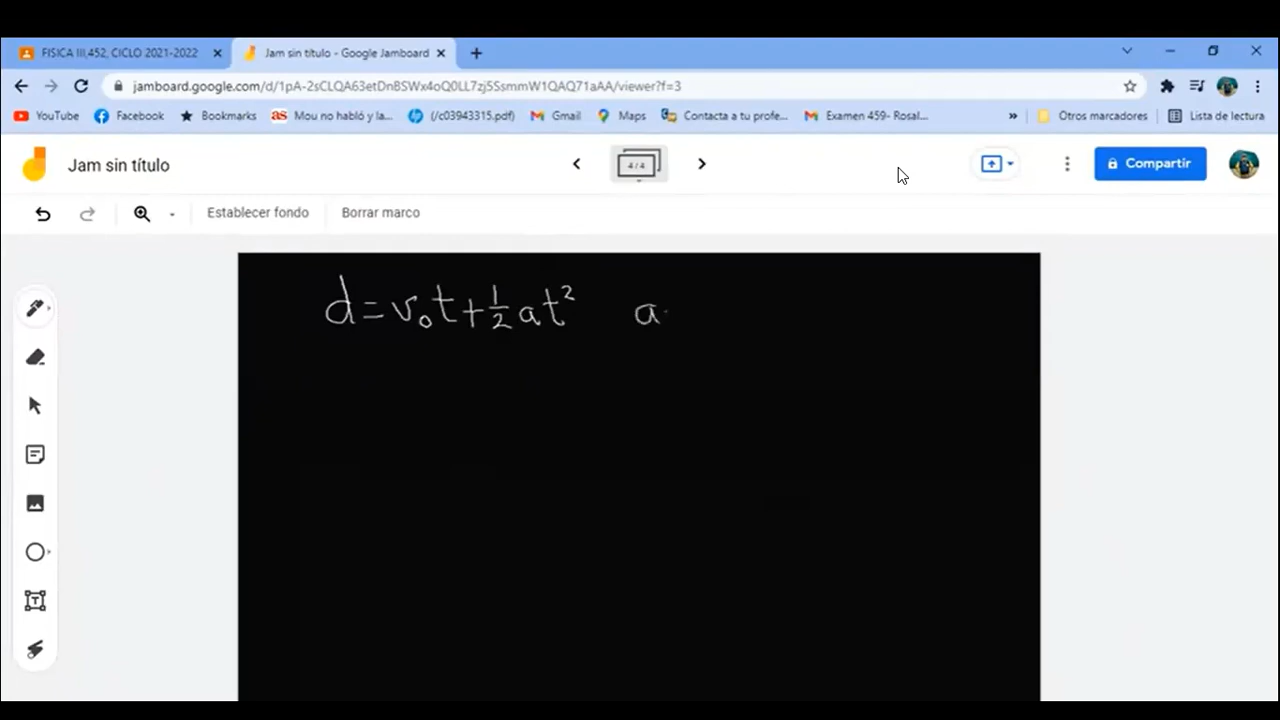 FISICA III,452, CICLO 2021-2022
Jam sin título - Google Jamboard
jamboard.google.com/d/1pA-2sCLQA63etDnBSWx4oQ0LL7zj5SsmmW1QAQ71aAA/viewer?f=3
YouTube Facebook Bookmarks as Mou no habló y la... hp (/c03943315.pdf) Gmail Maps Contacta a tu profe... Examen 459- Rosal... » Otros marcadores Lista de lectura
Jam sin título 4/4 Compartir
Establecer fondo Borrar marco
d=v₀t+½at² a